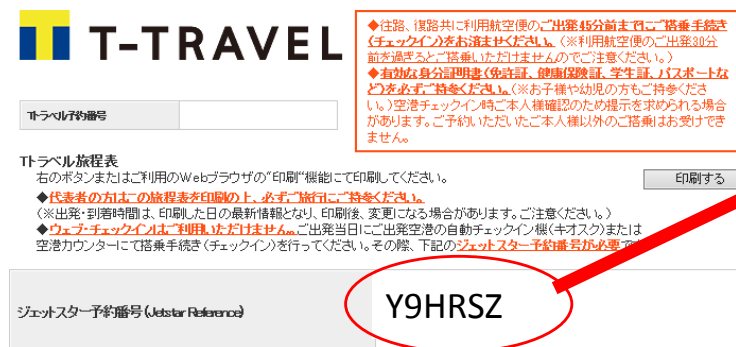 T-TRAVEL
◆往路、復路共に利用航空便のご出発45分前までにご搭乗手続き
(チェックイン)をお済ませください。(※利用航空便のご出発30分
前を過ぎるとご搭乗いただけませんのでご注意ください。)
◆有効な身分証明書(免許証、健康保険証、学生証、パスポートな
ど)を必ずご持参ください。(※お子様や幼児の方もご持参くださ
い。)空港チェックイン時ご本人様確認のため提示を求められる場合
があります。ご予約いただいたご本人様以外のご搭乗はお受けでき
ません。
Tトラベル予約番号
Tトラベル旅程表
右のボタンまたはご利用のWebブラウザの"印刷"機能にて印刷してください。
印刷する
◆代表者の方はこの旅程表を印刷の上、必ずご旅行にご持参ください。
(※出発・到着時間は、印刷した日の最新情報となり、印刷後、変更になる場合があります。ご注意ください。)
◆ウェブ・チェックインはご利用いただけません。ご出発当日にご出発空港の自動チェックイン機(キオスク)または
空港カウンターにて搭乗手続き(チェックイン)を行ってください。その際、下記のジェットスター予約番号が必要で
ジェットスター予約番号(Jetstar Reference)
Y9HRSZ